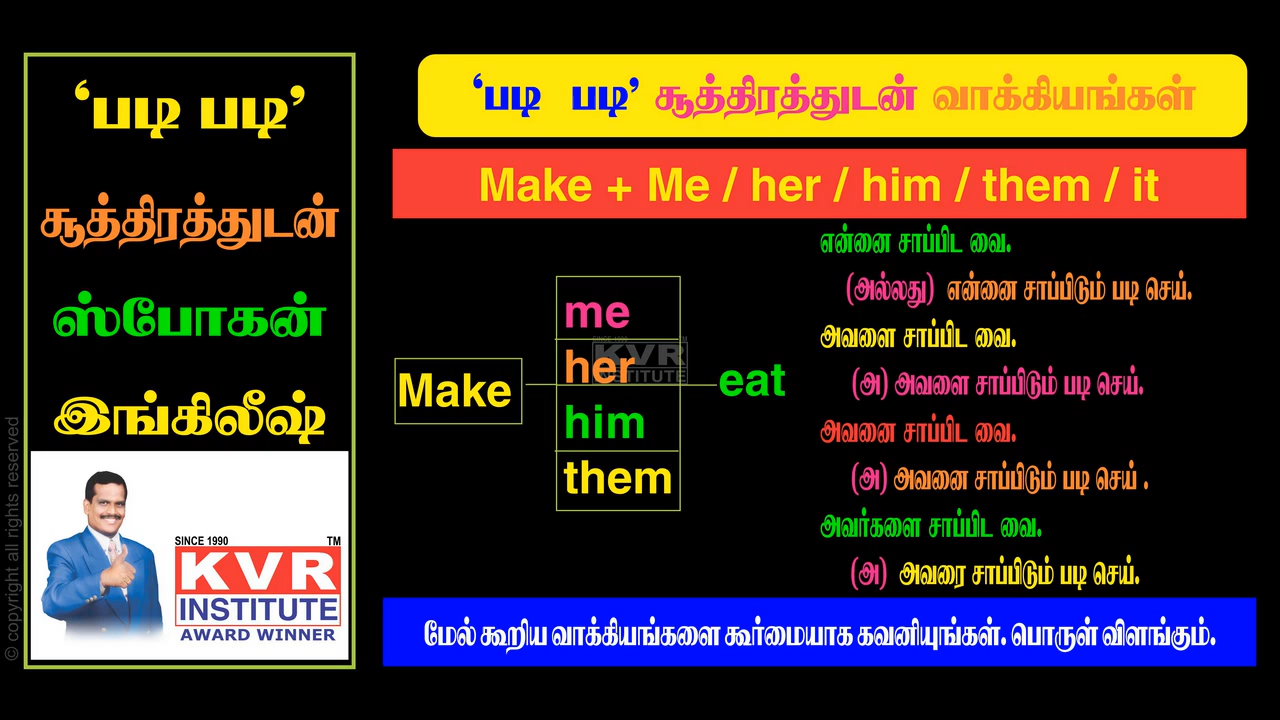 ‘படி படி’
சூத்திரத்துடன்
ஸ்போகன்
இங்கிலீஷ்
SINCE 1990 TM
KVR
INSTITUTE
AWARD WINNER
© copyright all rights reserved
‘படி படி’ சூத்திரத்துடன் வாக்கியங்கள்
Make + Me / her / him / them / it
Make
me
her
him
them
eat
SINCE 1990 TM
KVR
INSTITUTE
என்னை சாப்பிட வை.
(அல்லது) என்னை சாப்பிடும் படி செய்.
அவளை சாப்பிட வை.
(அ) அவளை சாப்பிடும் படி செய்.
அவனை சாப்பிட வை.
(அ) அவனை சாப்பிடும் படி செய் .
அவர்களை சாப்பிட வை.
(அ) அவரை சாப்பிடும் படி செய்.
மேல் கூறிய வாக்கியங்களை கூர்மையாக கவனியுங்கள். பொருள் விளங்கும்.